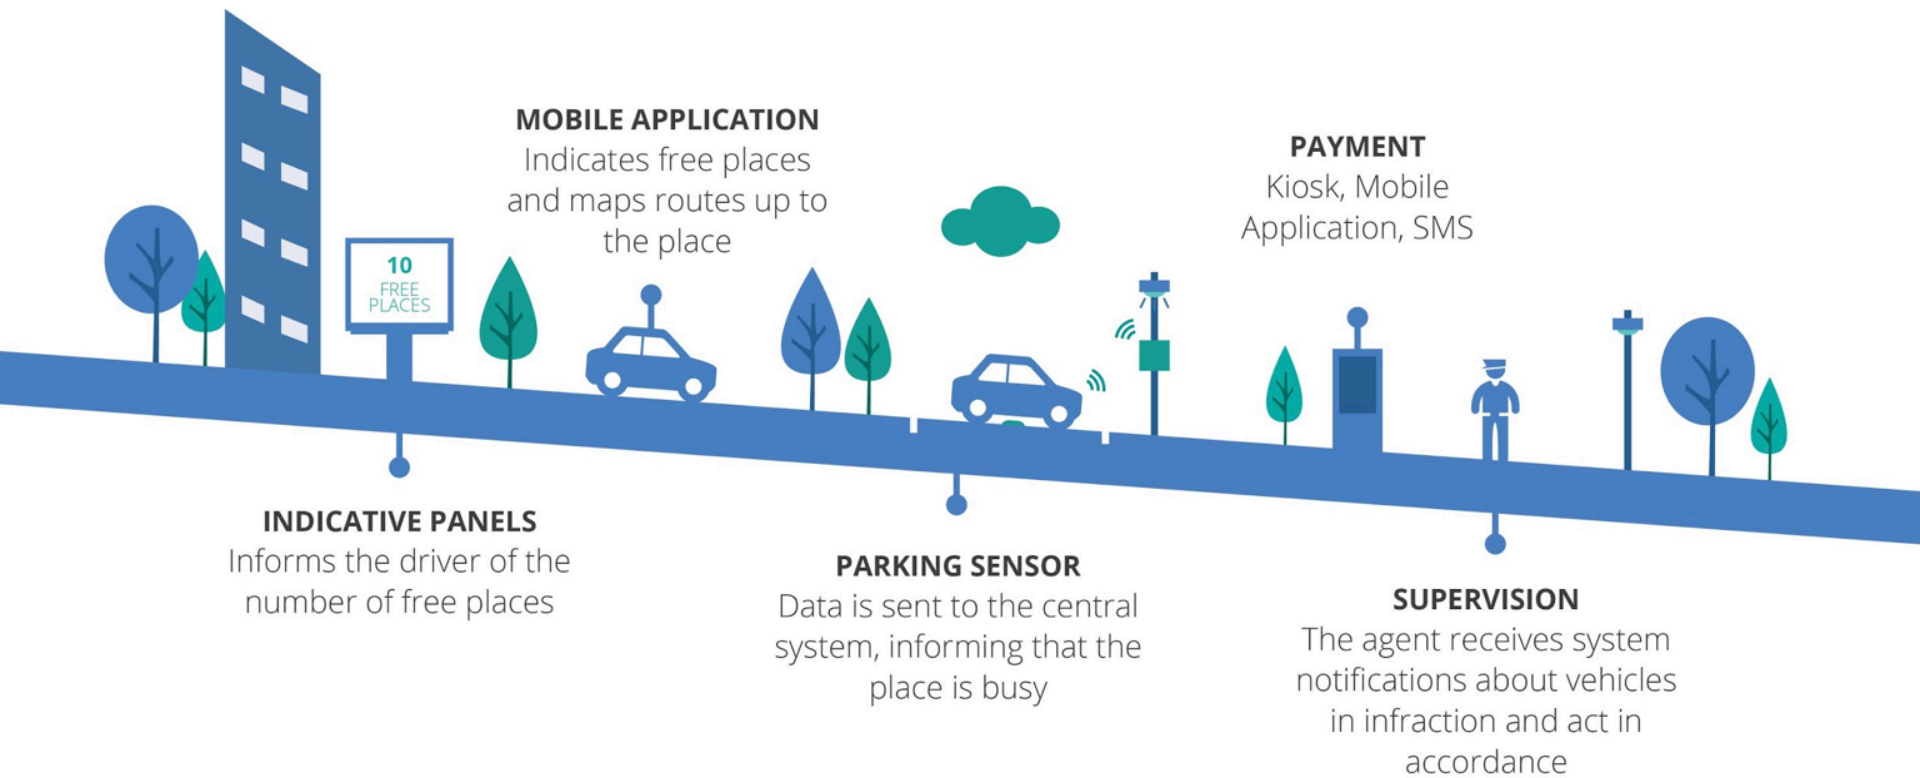 MOBILE APPLICATION
Indicates free places
and maps routes up to
the place
PAYMENT
Kiosk, Mobile
Application, SMS
10
FREE
PLACES
INDICATIVE PANELS
Informs the driver of the
number of free places
PARKING SENSOR
Data is sent to the central
system, informing that the
place is busy
SUPERVISION
The agent receives system
notifications about vehicles
in infraction and act in
accordance